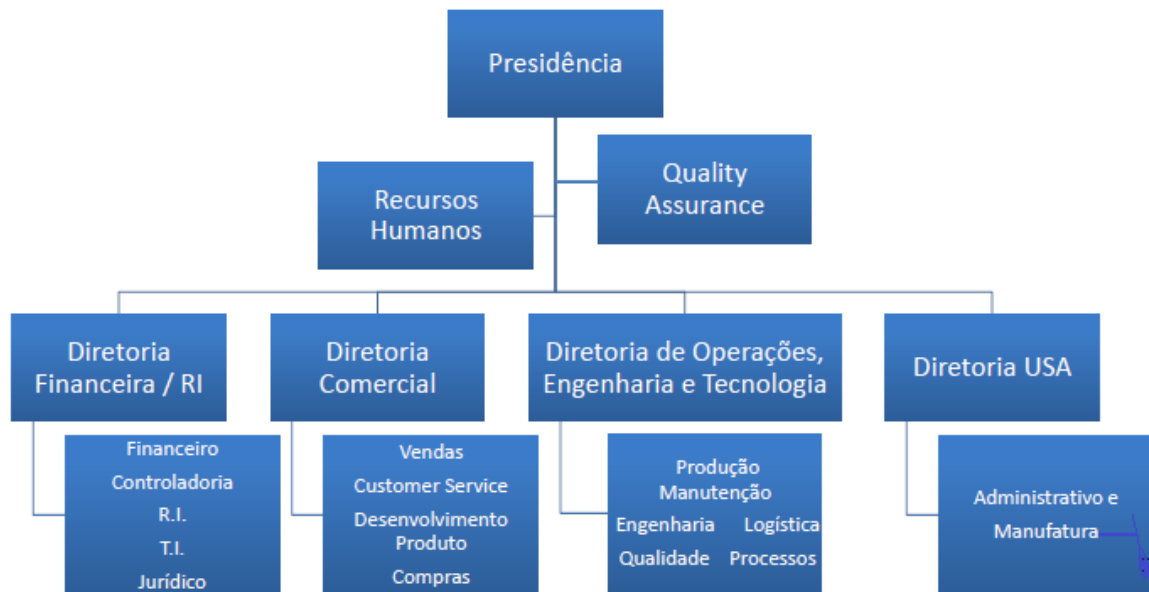 Presidência
Quality
Assurance
Recursos
Humanos
Diretoria
Financeira / RI
Diretoria
Comercial
Diretoria de Operações,
Engenharia e Tecnologia
Diretoria USA
Financeiro
Controladoria
R.I.
T.I.
Jurídico
Vendas
Customer Service
Desenvolvimento
Produto
Compras
Produção
Manutenção
Engenharia Logística
Qualidade Processos
Administrativo e
Manufatura